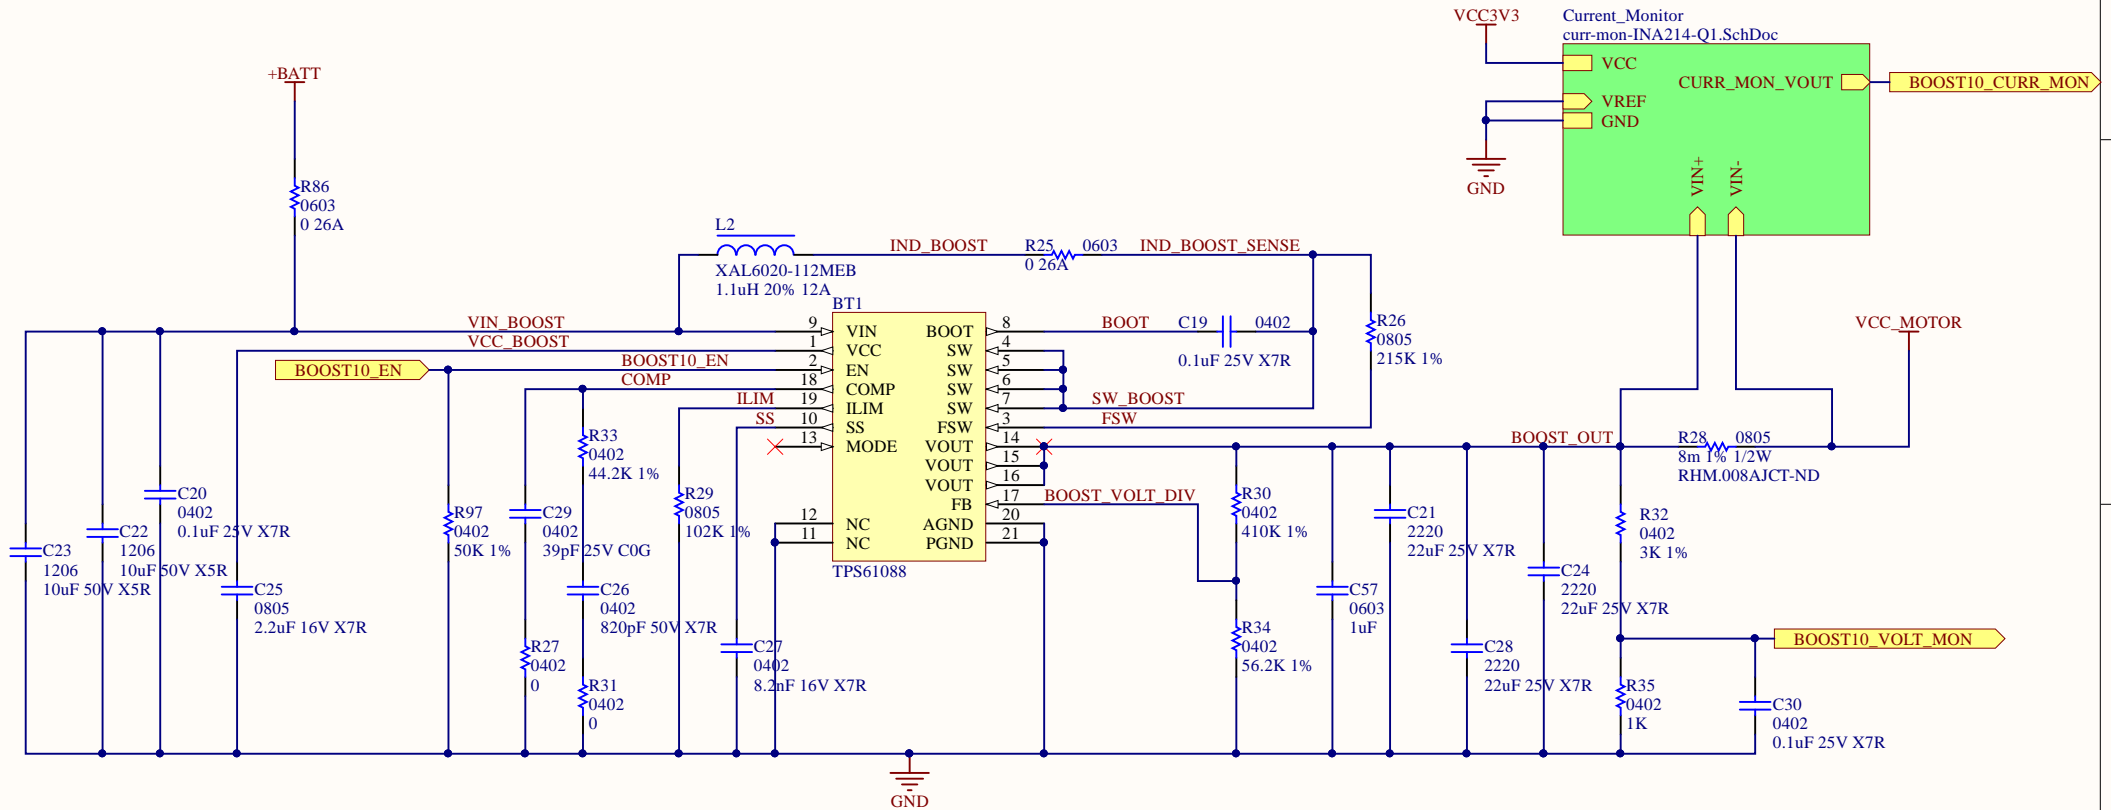 VCC3V3
Current_Monitor
curr-mon-INA214-Q1.SchDoc
VCC
CURR_MON_VOUT
BOOST10_CURR_MON
VREF
GND
VIN+
VIN-
GND
+BATT
R86
0603
0 26A
L2
XAL6020-112MEB
1.1uH 20% 12A
IND_BOOST
R25
0603
0 26A
IND_BOOST_SENSE
BT1
VIN_BOOST
VCC_BOOST
BOOST10_EN
BOOST10_EN
COMP
ILIM
SS
9
1
2
18
19
10
13
12
11
VIN
VCC
EN
COMP
ILIM
SS
MODE
NC
NC
BOOT
SW
SW
SW
SW
FSW
VOUT
VOUT
VOUT
FB
AGND
PGND
8
4
5
6
7
3
14
15
16
17
20
21
TPS61088
BOOT
C19
0402
0.1uF 25V X7R
SW_BOOST
FSW
BOOST_VOLT_DIV
R26
0805
215K 1%
VCC_MOTOR
BOOST_OUT
R28
0805
8m 1% 1/2W
RHM.008AJCT-ND
C23
1206
10uF 50V X5R
C22
1206
10uF 50V X5R
C20
0402
0.1uF 25V X7R
C25
0805
2.2uF 16V X7R
R97
0402
50K 1%
C29
0402
39pF 25V C0G
R27
0402
0
R33
0402
44.2K 1%
C26
0402
820pF 50V X7R
R31
0402
0
R29
0805
102K 1%
C27
0402
8.2nF 16V X7R
R30
0402
410K 1%
R34
0402
56.2K 1%
C57
0603
1uF
C21
2220
22uF 25V X7R
C28
2220
22uF 25V X7R
C24
2220
22uF 25V X7R
R32
0402
3K 1%
BOOST10_VOLT_MON
R35
0402
1K
C30
0402
0.1uF 25V X7R
GND